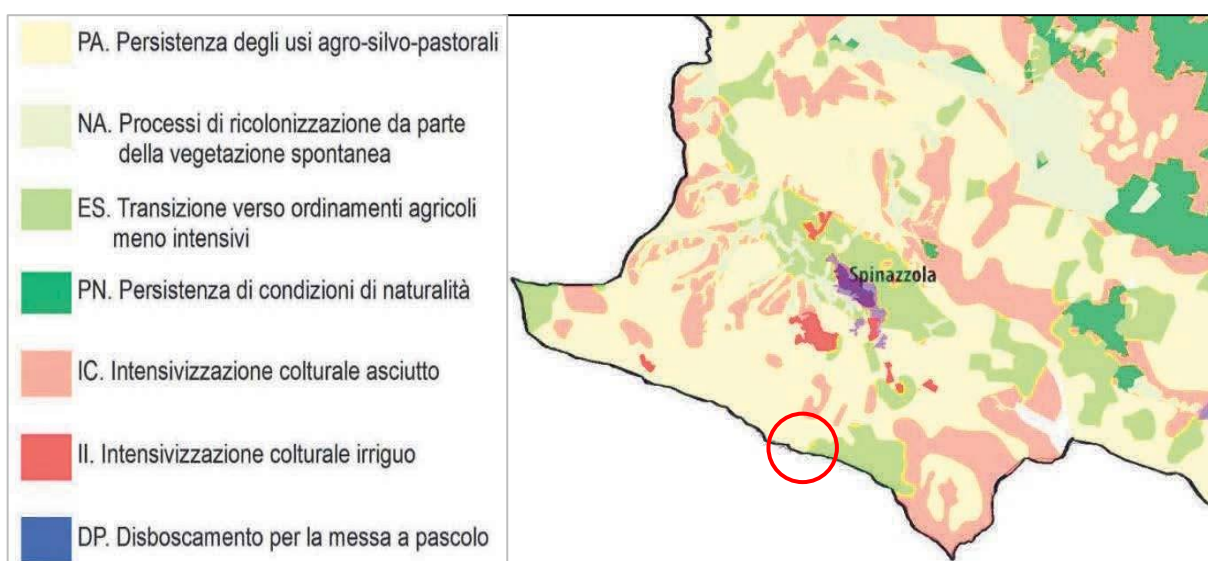 PA. Persistenza degli usi agro-silvo-pastorali
NA. Processi di ricolonizzazione da parte
della vegetazione spontanea
ES. Transizione verso ordinamenti agricoli
meno intensivi
PN. Persistenza di condizioni di naturalità
IC. Intensivizzazione colturale asciutto
II. Intensivizzazione colturale irriguo
DP. Disboscamento per la messa a pascolo
Spinazzola